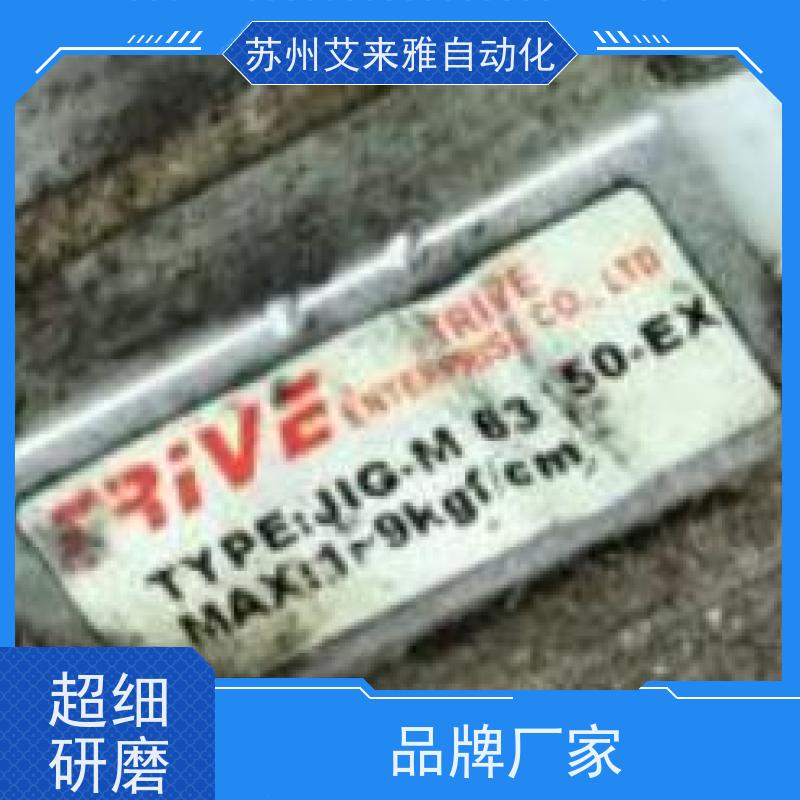 苏州艾来雅自动化
TRiVE
TRIVE
ENTERPRISE CO., LTD
TYPE:JIG-M 63 50-EX
MAX:1~9kgf/cm
超细
研磨
品牌厂家